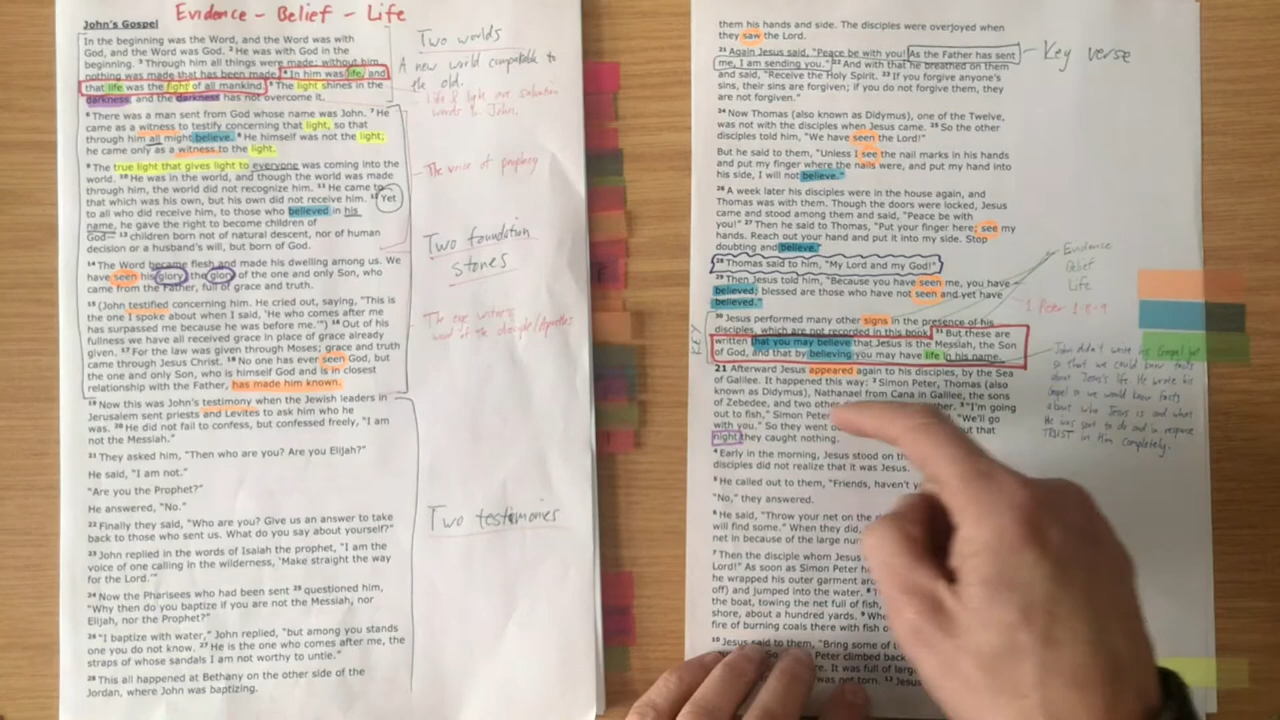 Evidence - Belief - Life
John's Gospel
In the beginning was the Word, and the Word was with
God, and the Word was God. 2 He was with God in the
beginning. 3 Through him all things were made; without him
nothing was made that has been made. 4 In him was life, and
that life was the light of all mankind. 5 The light shines in the
darkness, and the darkness has not overcome it.
6 There was a man sent from God whose name was John. 7 He
came as a witness to testify concerning that light, so that
through him all might believe. 8 He himself was not the light;
he came only as a witness to the light.
9 The true light that gives light to everyone was coming into the
world. 10 He was in the world, and though the world was made
through him, the world did not recognize him. 11 He came to
that which was his own, but his own did not receive him. 12 Yet
to all who did receive him, to those who believed in his
name, he gave the right to become children of
God— 13 children born not of natural descent, nor of human
decision or a husband's will, but born of God.
14 The Word became flesh and made his dwelling among us. We
have seen his glory, the glory of the one and only Son, who
came from the Father, full of grace and truth.
15 (John testified concerning him. He cried out, saying, "This is
the one I spoke about when I said, 'He who comes after me
has surpassed me because he was before me.'") 16 Out of his
fullness we have all received grace in place of grace already
given. 17 For the law was given through Moses; grace and truth
came through Jesus Christ. 18 No one has ever seen God, but
the one and only Son, who is himself God and is in closest
relationship with the Father, has made him known.
19 Now this was John's testimony when the Jewish leaders in
Jerusalem sent priests and Levites to ask him who he
was. 20 He did not fail to confess, but confessed freely, "I am
not the Messiah."
21 They asked him, "Then who are you? Are you Elijah?"
He said, "I am not."
"Are you the Prophet?"
He answered, "No."
22 Finally they said, "Who are you? Give us an answer to take
back to those who sent us. What do you say about yourself?"
23 John replied in the words of Isaiah the prophet, "I am the
voice of one calling in the wilderness, 'Make straight the way
for the Lord.'"
24 Now the Pharisees who had been sent 25 questioned him,
"Why then do you baptize if you are not the Messiah, nor
Elijah, nor the Prophet?"
26 "I baptize with water," John replied, "but among you stands
one you do not know. 27 He is the one who comes after me, the
straps of whose sandals I am not worthy to untie."
28 This all happened at Bethany on the other side of the
Jordan, where John was baptizing.
Two worlds
A new world compatable to
the old.
Life & light are salvation
words to John.
The voice of prophecy
Two foundation
stones
The eye witness
word of the disciple/Apostles
Two testimonies
them his hands and side. The disciples were overjoyed when
they saw the Lord.
21 Again Jesus said, "Peace be with you! As the Father has sent
me, I am sending you." 22 And with that he breathed on them
and said, "Receive the Holy Spirit. 23 If you forgive anyone's
sins, their sins are forgiven; if you do not forgive them, they
are not forgiven."
24 Now Thomas (also known as Didymus), one of the Twelve,
was not with the disciples when Jesus came. 25 So the other
disciples told him, "We have seen the Lord!"
But he said to them, "Unless I see the nail marks in his hands
and put my finger where the nails were, and put my hand into
his side, I will not believe."
26 A week later his disciples were in the house again, and
Thomas was with them. Though the doors were locked, Jesus
came and stood among them and said, "Peace be with
you!" 27 Then he said to Thomas, "Put your finger here; see my
hands. Reach out your hand and put it into my side. Stop
doubting and believe."
28 Thomas said to him, "My Lord and my God!"
29 Then Jesus told him, "Because you have seen me, you have
believed; blessed are those who have not seen and yet have
believed."
30 Jesus performed many other signs in the presence of his
disciples, which are not recorded in this book. 31 But these are
written that you may believe that Jesus is the Messiah, the Son
of God, and that by believing you may have life in his name.
21 Afterward Jesus appeared again to his disciples, by the Sea
of Galilee. It happened this way: 2 Simon Peter, Thomas (also
known as Didymus), Nathanael from Cana in Galilee, the sons
of Zebedee, and two other 3 "I'm going
out to fish," Simon Peter "We'll go
with you." So they went but that
night they caught nothing.
4 Early in the morning, Jesus stood on the
disciples did not realize that it was Jesus.
5 He called out to them, "Friends, haven't
"No," they answered.
6 He said, "Throw your net on the
will find some." When they did,
net in because of the large
7 Then the disciple whom Jesus
Lord!" As soon as Simon Peter
he wrapped his outer garment
off) and jumped into the water.
the boat, towing the net full of fish,
shore, about a hundred yards.
fire of burning coals there with fish
10 Jesus said to them, "Bring some of
Peter climbed back
It was full of
was not torn. 12 Jesus
Key verse
KEY
Evidence
Belief
Life
1 Peter 1-8-9
John didn't write his Gospel just
so that we could know facts
about Jesus's life. He wrote his
Gospel so we would know facts
about who Jesus is and what
He was sent to do and in response
TRUST in Him completely.